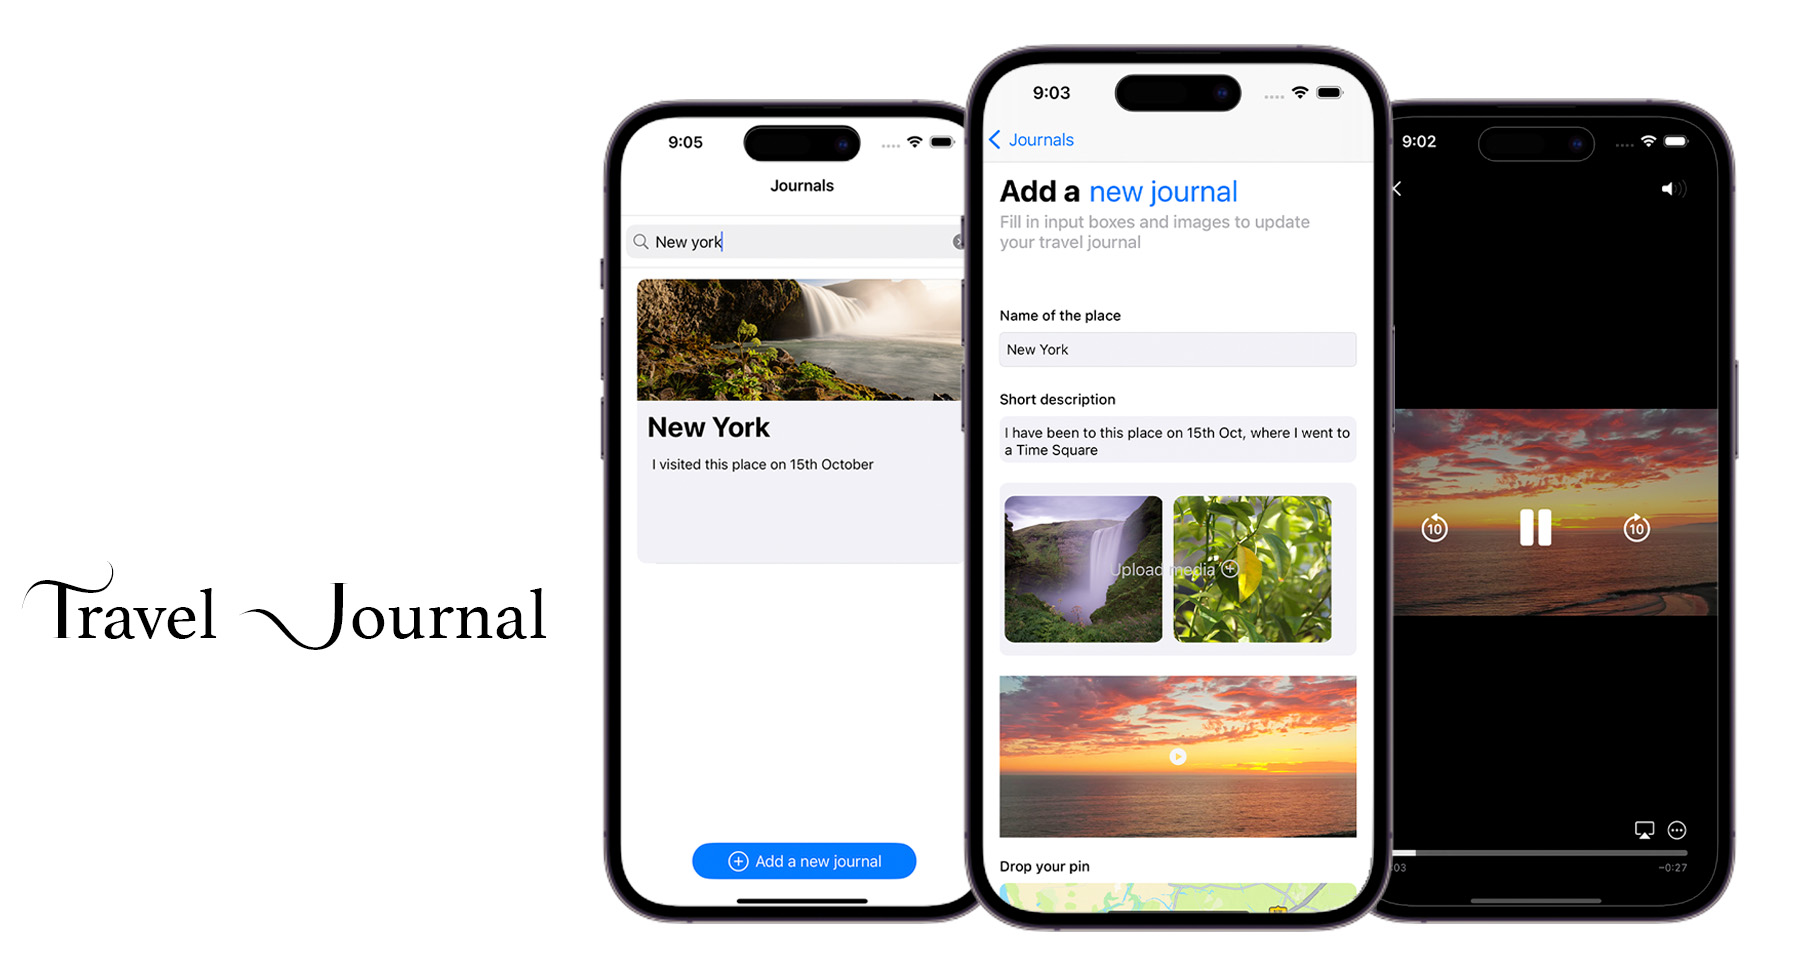 Travel Journal
9:05
Journals
New york
New York
I visited this place on 15th October
Add a new journal
9:03
Journals
Add a new journal
Fill in input boxes and images to update
your travel journal
Name of the place
New York
Short description
I have been to this place on 15th Oct, where I went to
a Time Square
Upload media
Drop your pin
9:02
10
10
:03
-0:27